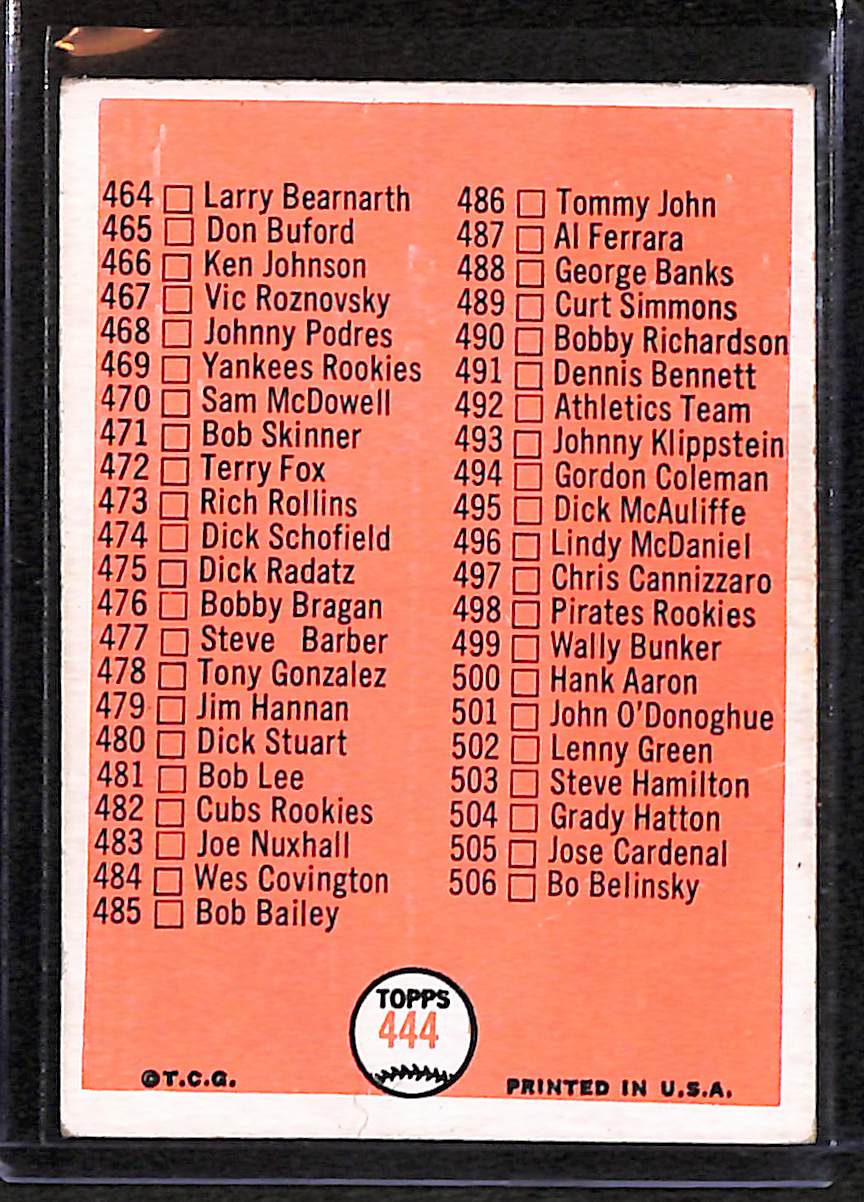 464 Larry Bearnarth
465 Don Buford
466 Ken Johnson
467 Vic Roznovsky
468 Johnny Podres
469 Yankees Rookies
470 Sam McDowell
471 Bob Skinner
472 Terry Fox
473 Rich Rollins
474 Dick Schofield
475 Dick Radatz
476 Bobby Bragan
477 Steve Barber
478 Tony Gonzalez
479 Jim Hannan
480 Dick Stuart
481 Bob Lee
482 Cubs Rookies
483 Joe Nuxhall
484 Wes Covington
485 Bob Bailey
486 Tommy John
487 Al Ferrara
488 George Banks
489 Curt Simmons
490 Bobby Richardson
491 Dennis Bennett
492 Athletics Team
493 Johnny Klippstein
494 Gordon Coleman
495 Dick McAuliffe
496 Lindy McDaniel
497 Chris Cannizzaro
498 Pirates Rookies
499 Wally Bunker
500 Hank Aaron
501 John O'Donoghue
502 Lenny Green
503 Steve Hamilton
504 Grady Hatton
505 Jose Cardenal
506 Bo Belinsky
TOPPS
444
©T.C.G.
PRINTED IN U.S.A.